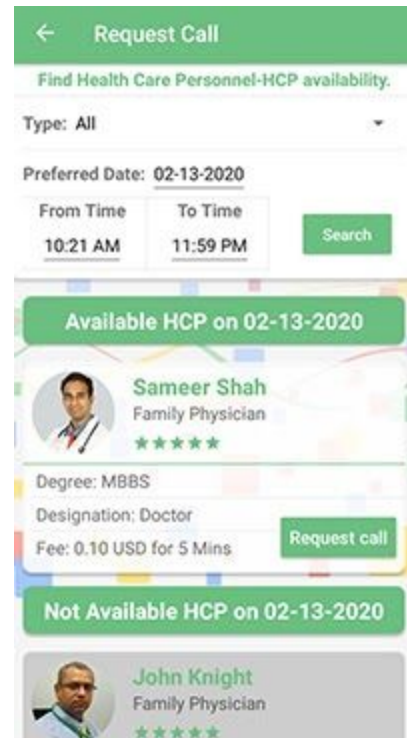 Request Call
Find Health Care Personnel-HCP availability.
Type: All
Preferred Date: 02-13-2020
From Time To Time
10:21 AM 11:59 PM
Search
Available HCP on 02-13-2020
Sameer Shah
Family Physician
Degree: MBBS
Designation: Doctor
Fee: 0.10 USD for 5 Mins
Request call
Not Available HCP on 02-13-2020
John Knight
Family Physician